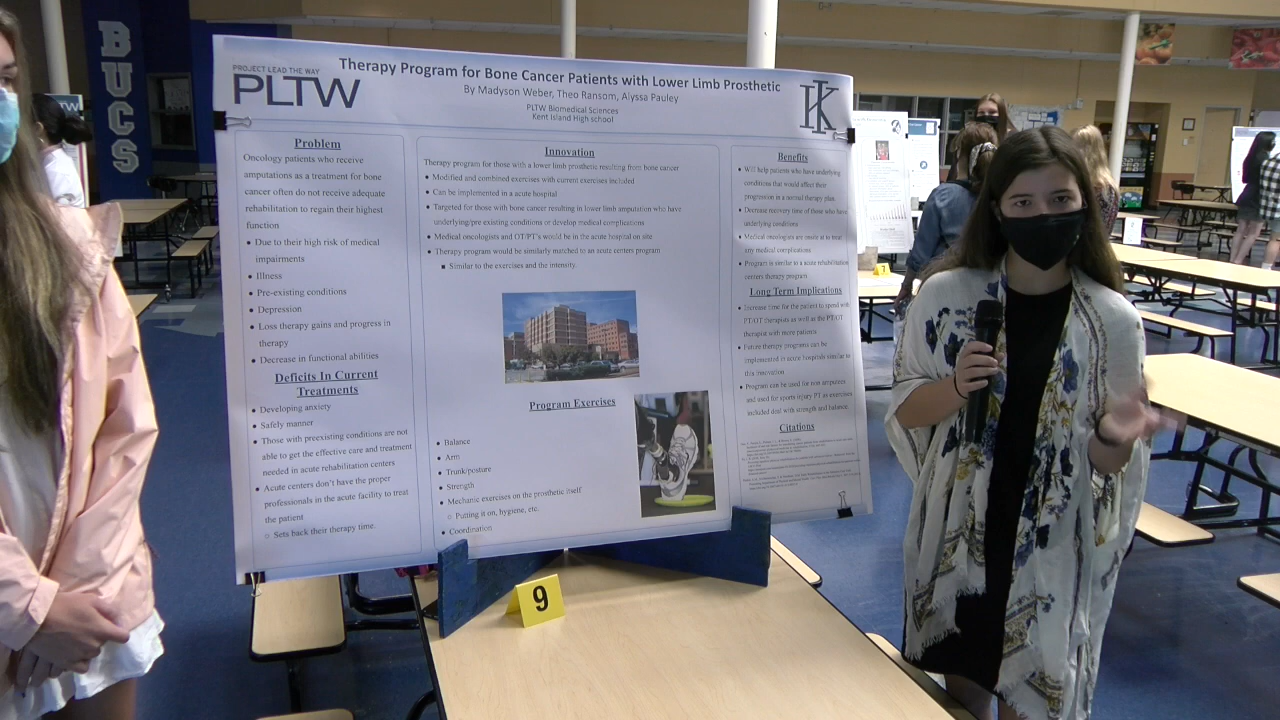 BUCS
PROJECT LEAD THE WAY
PLTW
Therapy Program for Bone Cancer Patients with Lower Limb Prosthetic
By Madyson Weber, Theo Ransom, Alyssa Pauley
PLTW Biomedical Sciences
Kent Island High school
KI
Problem
Oncology patients who receive
amputations as a treatment for bone
cancer often do not receive adequate
rehabilitation to regain their highest
function
• Due to their high risk of medical
impairments
• Illness
• Pre-existing conditions
• Depression
• Loss therapy gains and progress in
therapy
• Decrease in functional abilities
Deficits In Current
Treatments
• Developing anxiety
• Safely manner
• Those with preexisting conditions are not
able to get the effective care and treatment
needed in acute rehabilitation centers
• Acute centers don't have the proper
professionals in the acute facility to treat
the patient
○ Sets back their therapy time.
Innovation
Therapy program for those with a lower limb prosthetic resulting from bone cancer
• Modified and combined exercises with current exercises included
• Can be implemented in a acute hospital
• Targeted for those with bone cancer resulting in lower limb amputation who have
underlying/pre existing conditions or develop medical complications
• Medical oncologists and OT/PT's would be in the acute hospital on site
• Therapy program would be similarly matched to an acute centers program
■ Similar to the exercises and the intensity.
Program Exercises
• Balance
• Arm
• Trunk/posture
• Strength
• Mechanic exercises on the prosthetic itself
○ Putting it on, hygiene, etc.
• Coordination
Benefits
• Will help patients who have underlying
conditions that would affect their
progression in a normal therapy plan.
• Decrease recovery time of those who have
underlying conditions
• Medical oncologists are onsite to treat
any medical complications
• Program is similar to a acute rehabilitation
centers therapy program.
Long Term Implications
• Increase time for the patient to spend with
PT/OT therapists as well as the PT/OT
therapist with more patients
• Future therapy programs can be
implemented in acute hospitals similar to
this innovation
• Program can be used for non amputees
and used for sports injury PT as exercises
included deal with strength and balance.
Citations
9
7